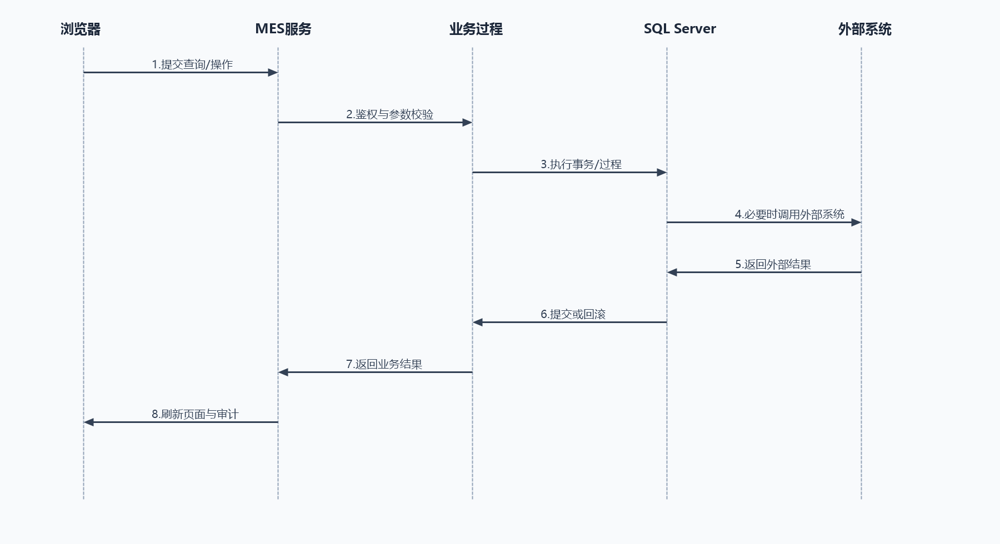 浏览器
MES服务
业务过程
SQL Server
外部系统
1.提交查询/操作
2.鉴权与参数校验
3.执行事务/过程
4.必要时调用外部系统
5.返回外部结果
6.提交或回滚
7.返回业务结果
8.刷新页面与审计